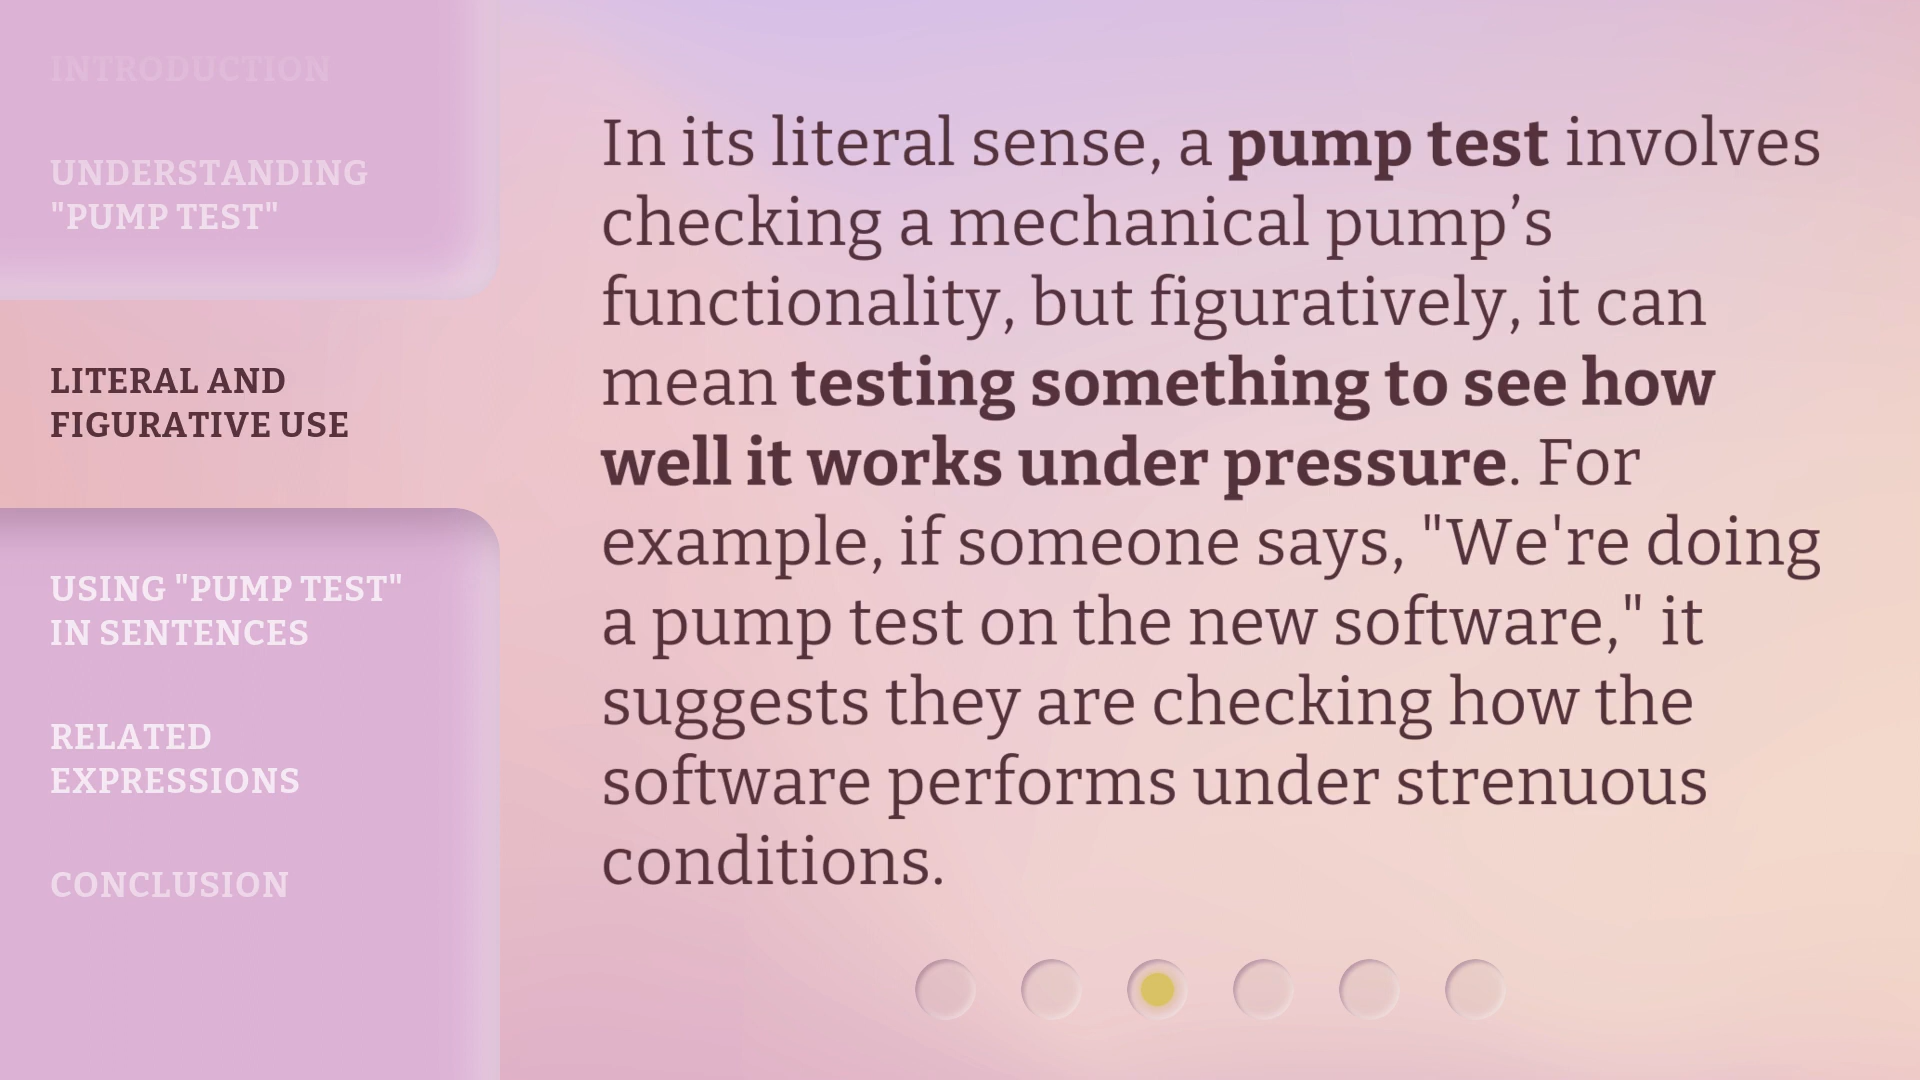 INTRODUCTION
UNDERSTANDING
"PUMP TEST"
LITERAL AND
FIGURATIVE USE
USING "PUMP TEST"
IN SENTENCES
RELATED
EXPRESSIONS
CONCLUSION
In its literal sense, a pump test involves
checking a mechanical pump’s
functionality, but figuratively, it can
mean testing something to see how
well it works under pressure. For
example, if someone says, "We're doing
a pump test on the new software," it
suggests they are checking how the
software performs under strenuous
conditions.